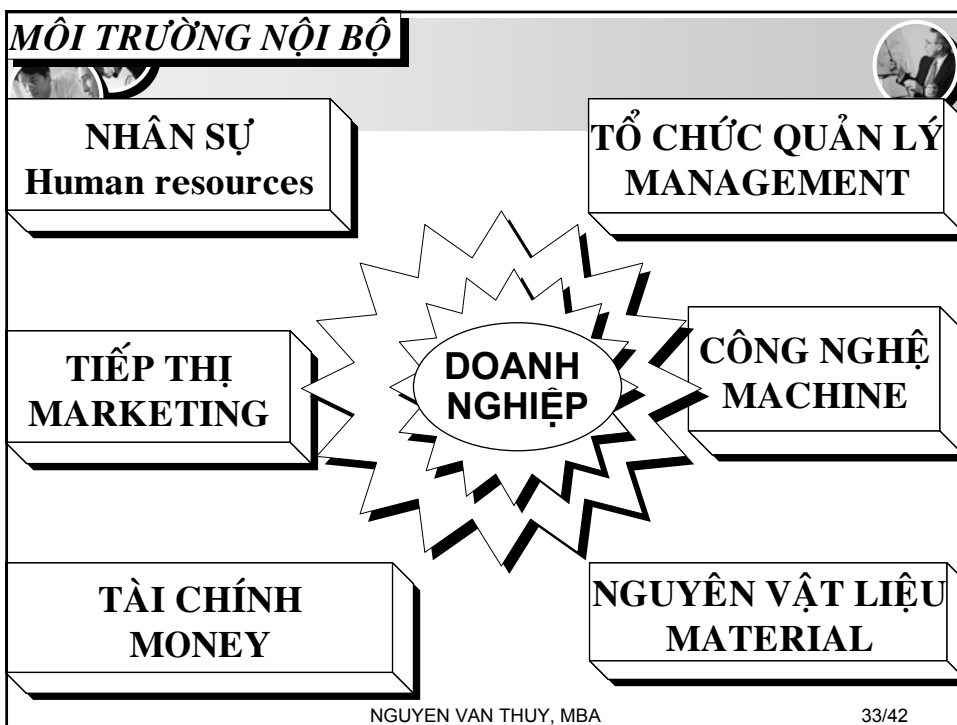 MÔI TRƯỜNG NỘI BỘ
NHÂN SỰ
Human resources
TỔ CHỨC QUẢN LÝ
MANAGEMENT
TIẾP THỊ
MARKETING
DOANH
NGHIỆP
CÔNG NGHỆ
MACHINE
TÀI CHÍNH
MONEY
NGUYÊN VẬT LIỆU
MATERIAL
NGUYEN VAN THUY, MBA
33/42